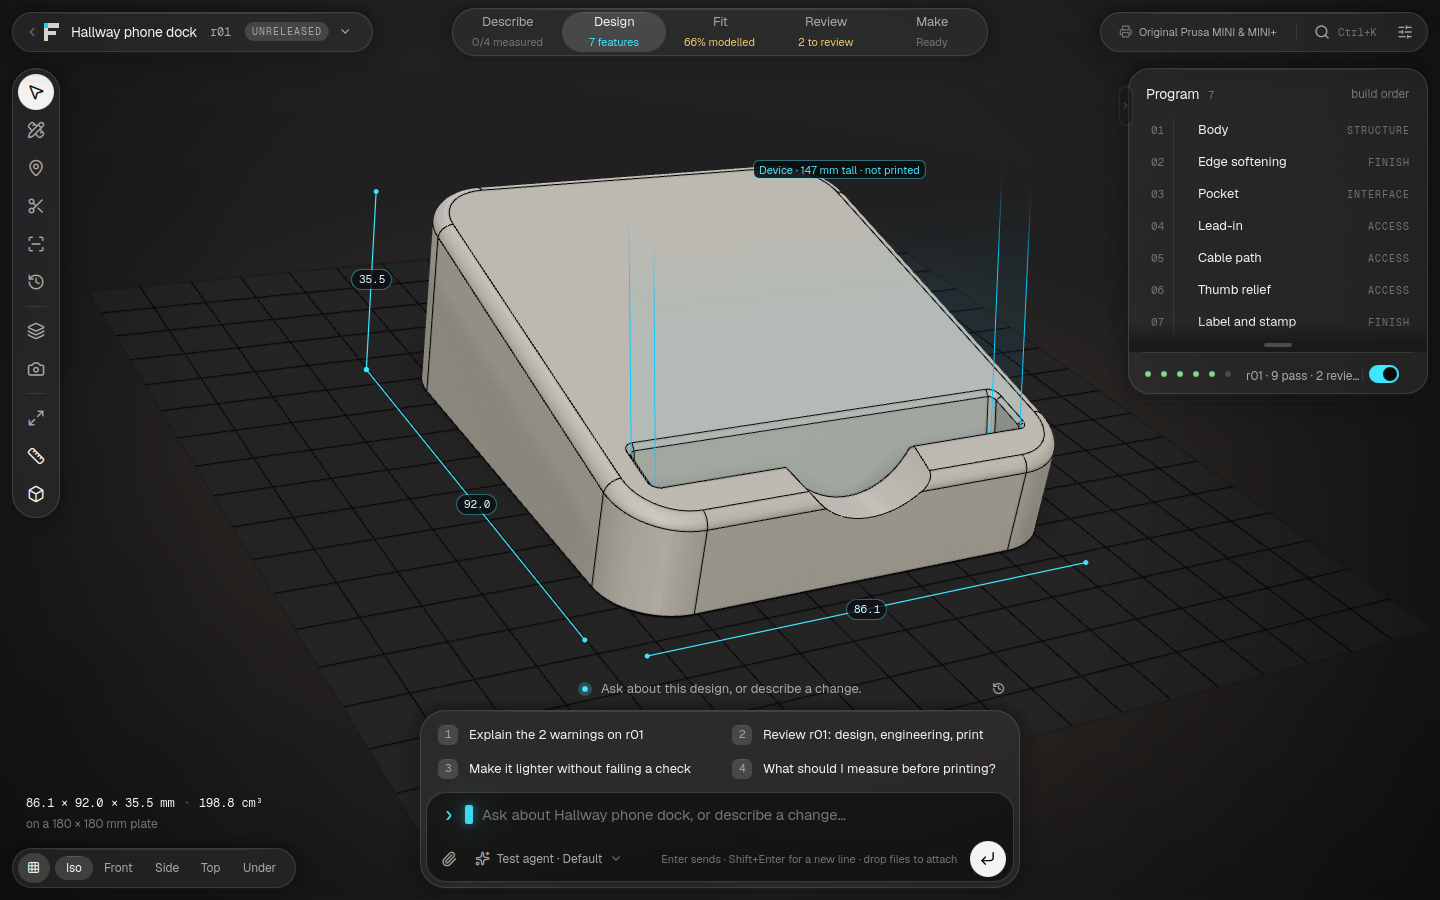 Hallway phone dock r01 UNRELEASED
Describe
0/4 measured
Design
7 features
Fit
66% modelled
Review
2 to review
Make
Ready
Original Prusa MINI & MINI+
Ctrl+K
Program 7 build order
01 Body STRUCTURE
02 Edge softening FINISH
03 Pocket INTERFACE
04 Lead-in ACCESS
05 Cable path ACCESS
06 Thumb relief ACCESS
07 Label and stamp FINISH
r01 · 9 pass · 2 revie…
Device · 147 mm tall · not printed
35.5
92.0
86.1
Ask about this design, or describe a change.
1 Explain the 2 warnings on r01
2 Review r01: design, engineering, print
3 Make it lighter without failing a check
4 What should I measure before printing?
Ask about Hallway phone dock, or describe a change…
Test agent · Default
Enter sends · Shift+Enter for a new line · drop files to attach
86.1 × 92.0 × 35.5 mm · 198.8 cm³
on a 180 × 180 mm plate
Iso Front Side Top Under